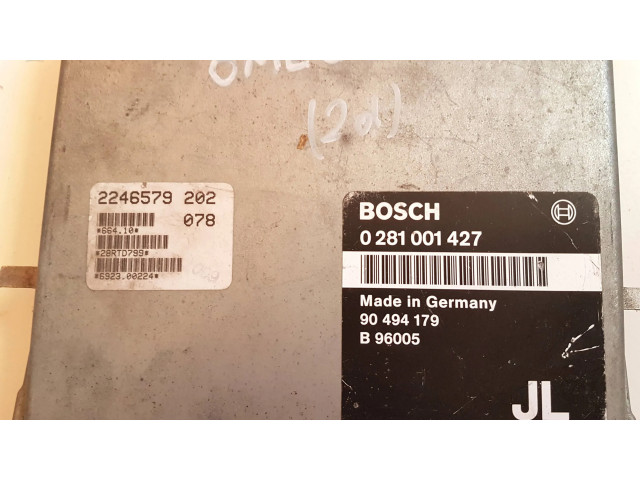 (2d)
2246579 202
078
*664.10*
*28RTD799*
*6923.00224*
BOSCH
0 281 001 427
Made in Germany
90 494 179
B 96005
JL